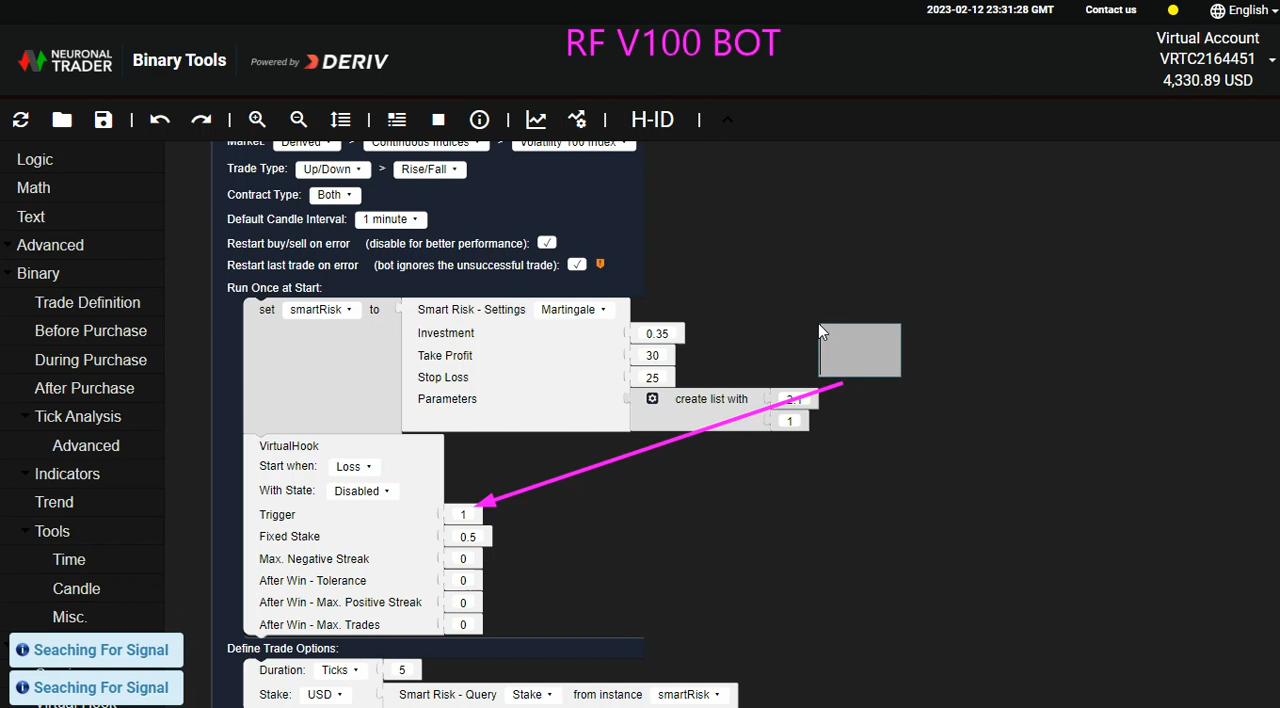 2023-02-12 23:31:28 GMT Contact us English
RF V100 BOT
NEURONAL TRADER Binary Tools Powered by DERIV
Virtual Account
VRTC2164451
4,330.89 USD
H-ID
Logic
Math
Text
Advanced
Binary
Trade Definition
Before Purchase
During Purchase
After Purchase
Tick Analysis
Advanced
Indicators
Trend
Tools
Time
Candle
Misc.
Seaching For Signal
Seaching For Signal
Market: Derived > Continuous Indices > Volatility 100 Index
Trade Type: Up/Down > Rise/Fall
Contract Type: Both
Default Candle Interval: 1 minute
Restart buy/sell on error (disable for better performance):
Restart last trade on error (bot ignores the unsuccessful trade):
Run Once at Start:
set smartRisk to Smart Risk - Settings Martingale
Investment 0.35
Take Profit 30
Stop Loss 25
Parameters create list with 2.1
1
VirtualHook
Start when: Loss
With State: Disabled
Trigger 1
Fixed Stake 0.5
Max. Negative Streak 0
After Win - Tolerance 0
After Win - Max. Positive Streak 0
After Win - Max. Trades 0
Define Trade Options:
Duration: Ticks 5
Stake: USD Smart Risk - Query Stake from instance smartRisk